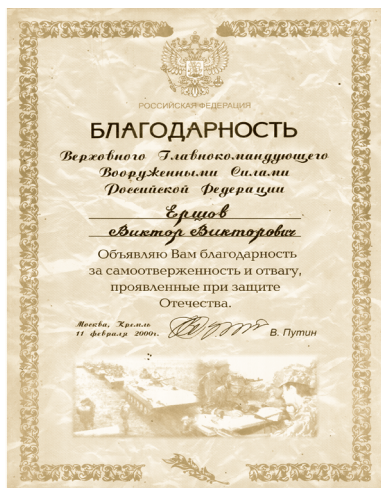 РОССИЙСКАЯ ФЕДЕРАЦИЯ
БЛАГОДАРНОСТЬ
Верховного Главнокомандующего
Вооруженными Силами
Российской Федерации
Ершов
Виктор Викторович
Объявляю Вам благодарность
за самоотверженность и отвагу,
проявленные при защите
Отечества.
Москва, Кремль
11 февраля 2000г.
В. Путин